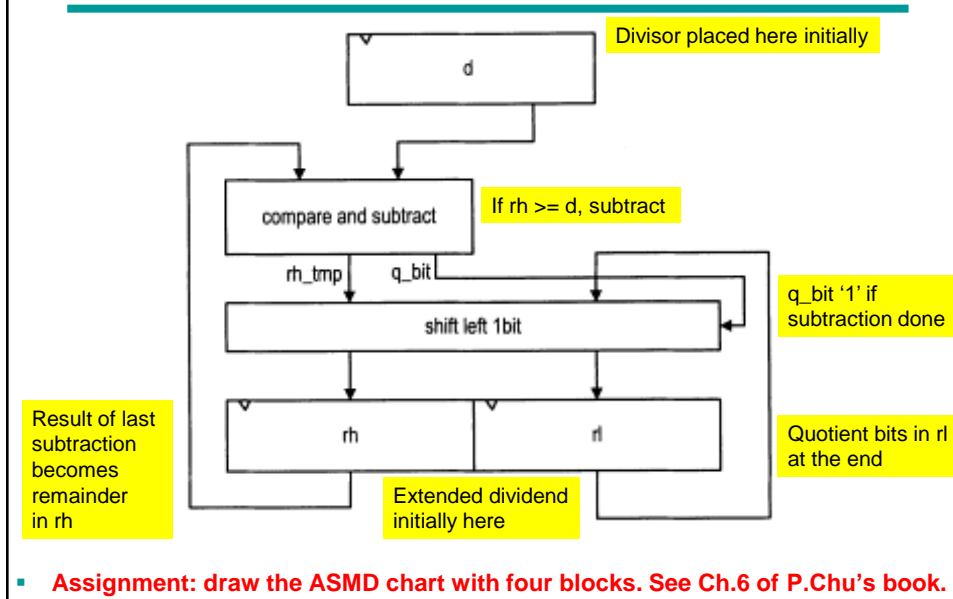 Divisor placed here initially
d
compare and subtract
If rh >= d, subtract
rh_tmp
q_bit
q_bit ‘1’ if
subtraction done
shift left 1bit
Result of last
subtraction
becomes
remainder
in rh
rh
rl
Quotient bits in rl
at the end
Extended dividend
initially here
▪ Assignment: draw the ASMD chart with four blocks. See Ch.6 of P.Chu’s book.